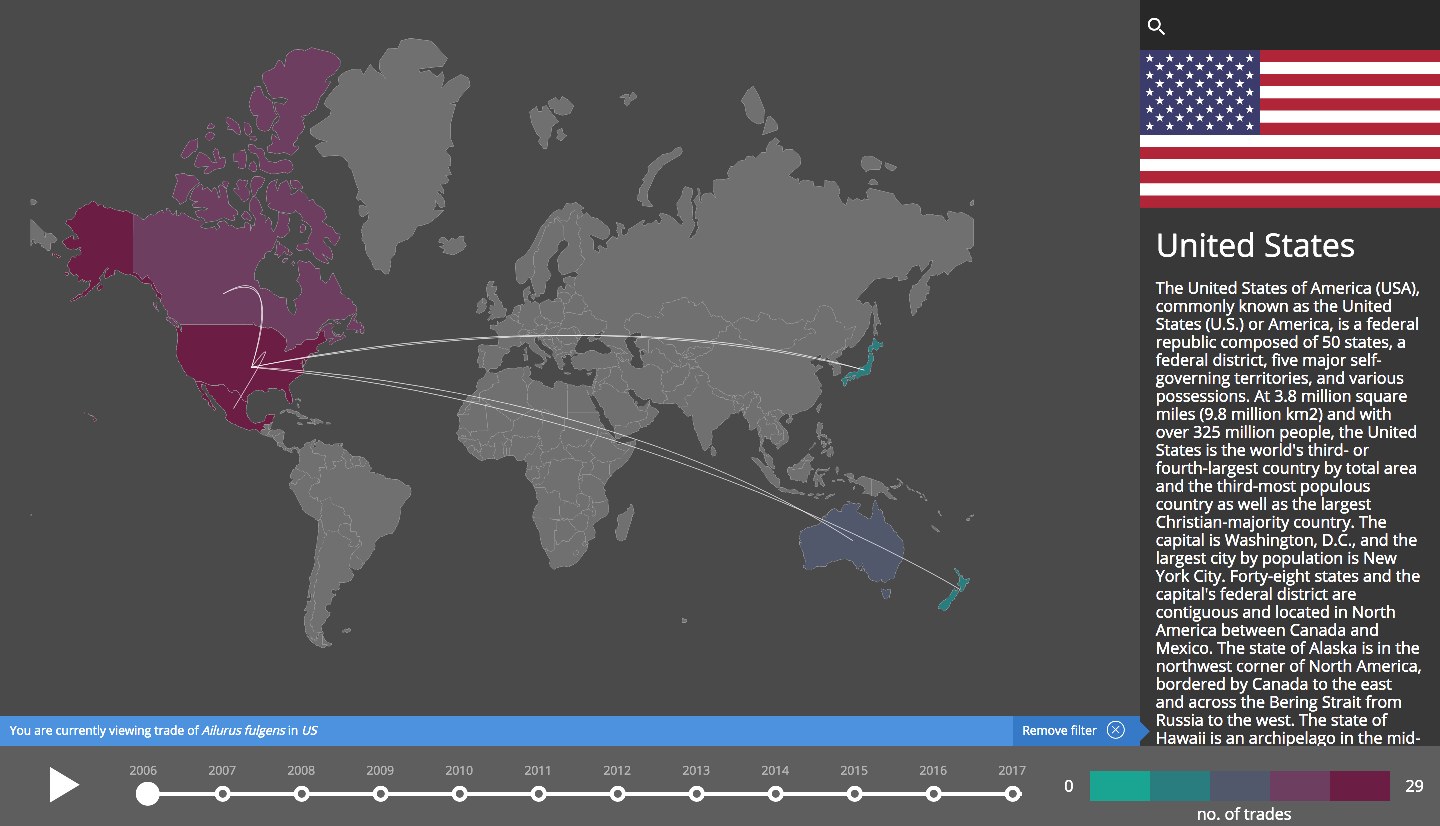 United States
The United States of America (USA),
commonly known as the United
States (U.S.) or America, is a federal
republic composed of 50 states, a
federal district, five major self-
governing territories, and various
possessions. At 3.8 million square
miles (9.8 million km2) and with
over 325 million people, the United
States is the world's third- or
fourth-largest country by total area
and the third-most populous
country as well as the largest
Christian-majority country. The
capital is Washington, D.C., and the
largest city by population is New
York City. Forty-eight states and the
capital's federal district are
contiguous and located in North
America between Canada and
Mexico. The state of Alaska is in the
northwest corner of North America,
bordered by Canada to the east
and across the Bering Strait from
Russia to the west. The state of
Hawaii is an archipelago in the mid-
You are currently viewing trade of Ailurus fulgens in US
Remove filter
2006 2007 2008 2009 2010 2011 2012 2013 2014 2015 2016 2017
0 29
no. of trades